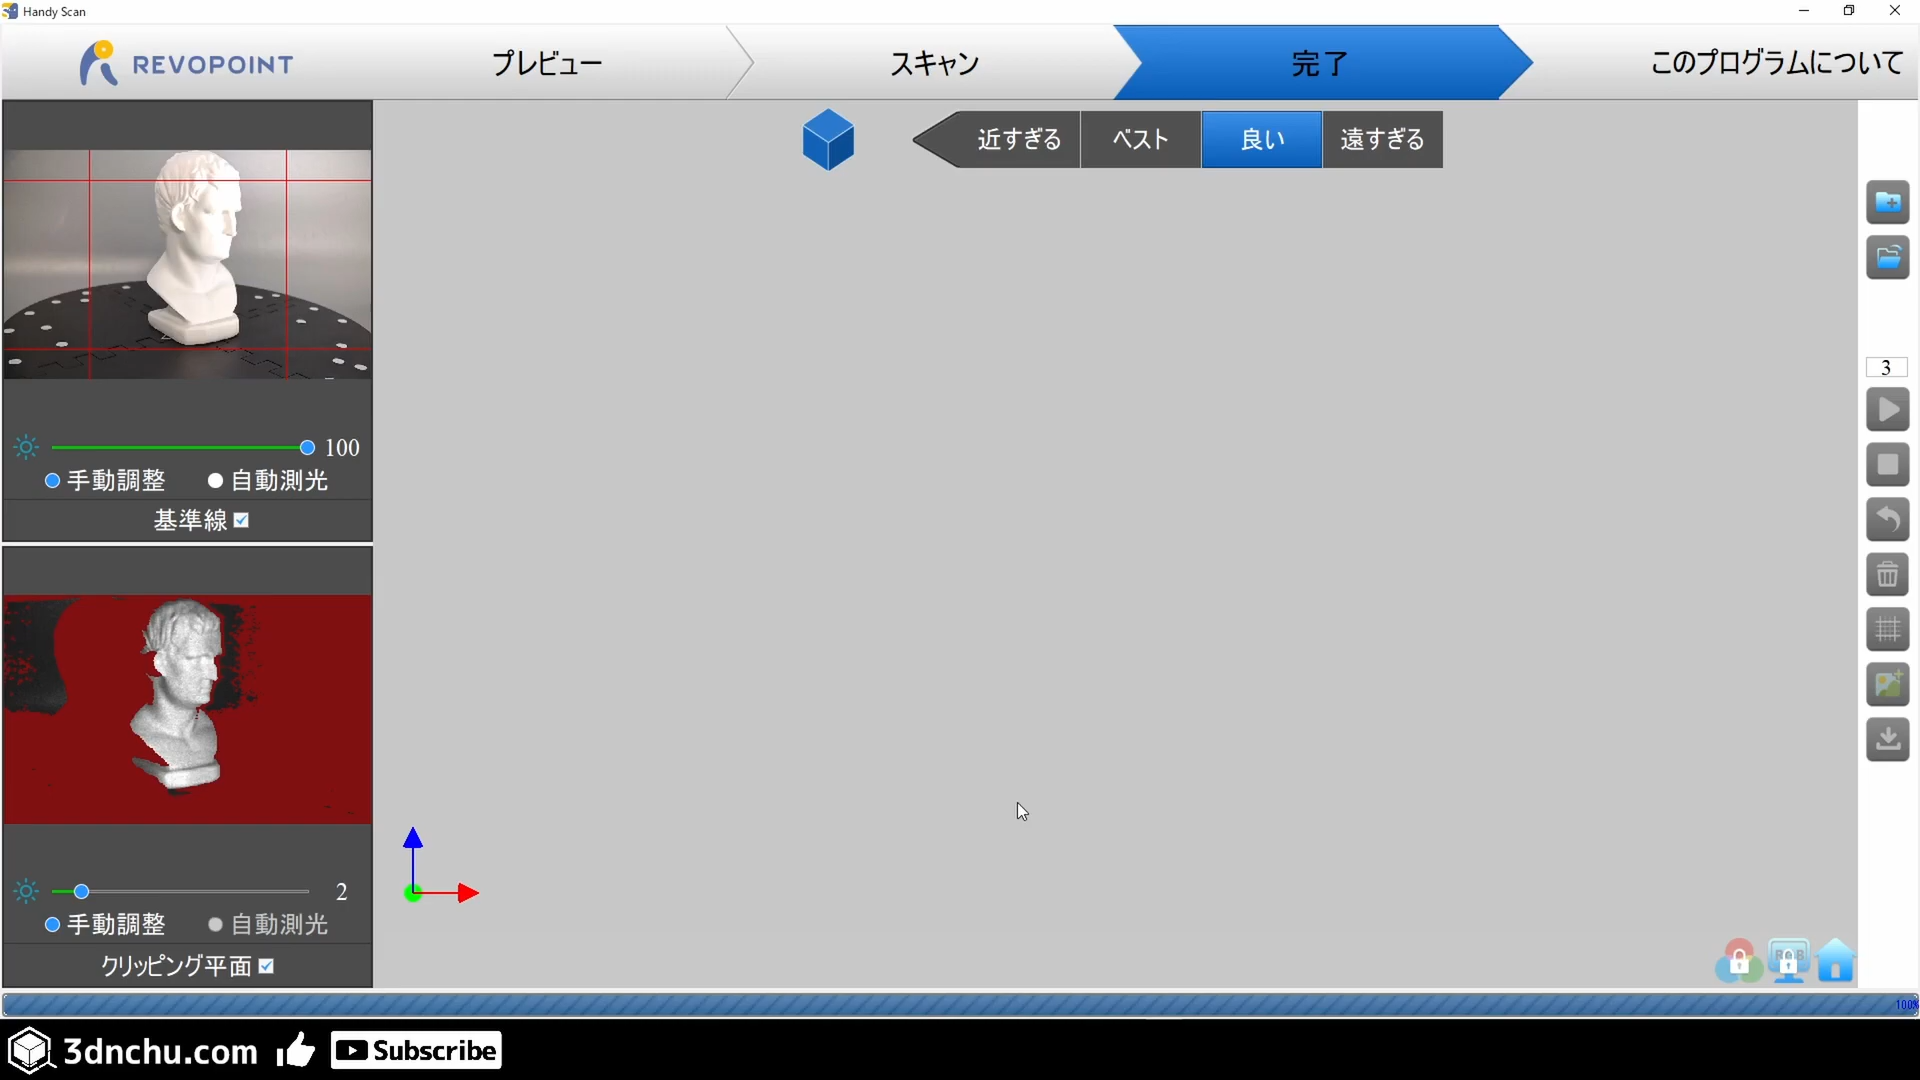 Handy Scan
REVOPOINT
プレビュー
スキャン
完了
このプログラムについて
近すぎる
ベスト
良い
遠すぎる
3
100
手動調整
自動測光
基準線
2
手動調整
自動測光
クリッピング平面
RGB
100%
3dnchu.com
Subscribe